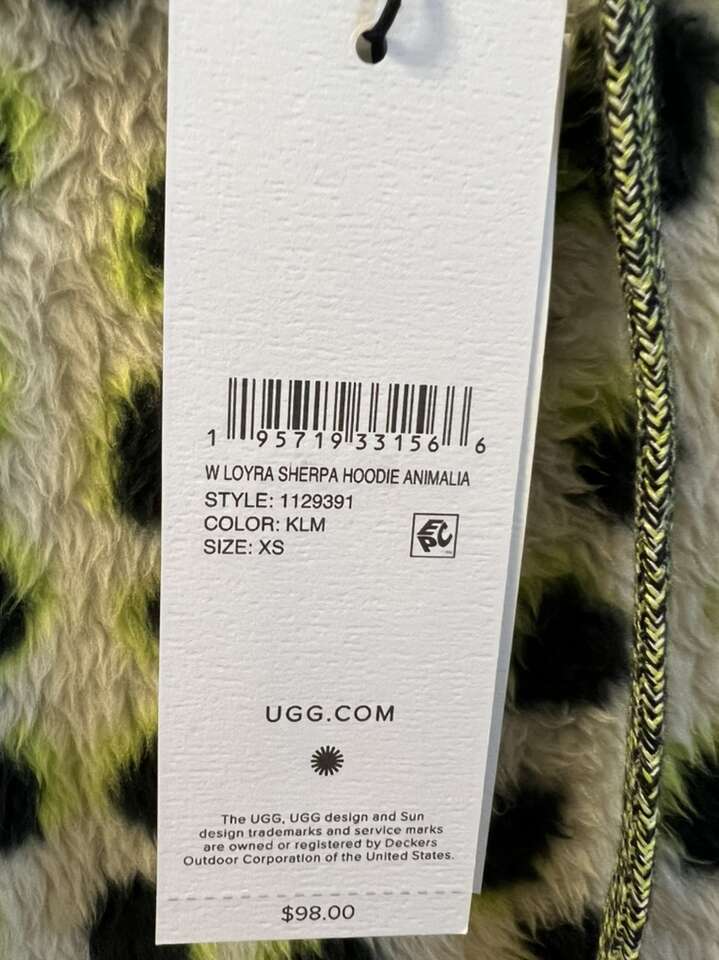 1 95719 33156 6
W LOYRA SHERPA HOODIE ANIMALIA
STYLE: 1129391
COLOR: KLM
SIZE: XS
EPC
UGG.COM
The UGG, UGG design and Sun
design trademarks and service marks
are owned or registered by Deckers
Outdoor Corporation of the United States.
$98.00